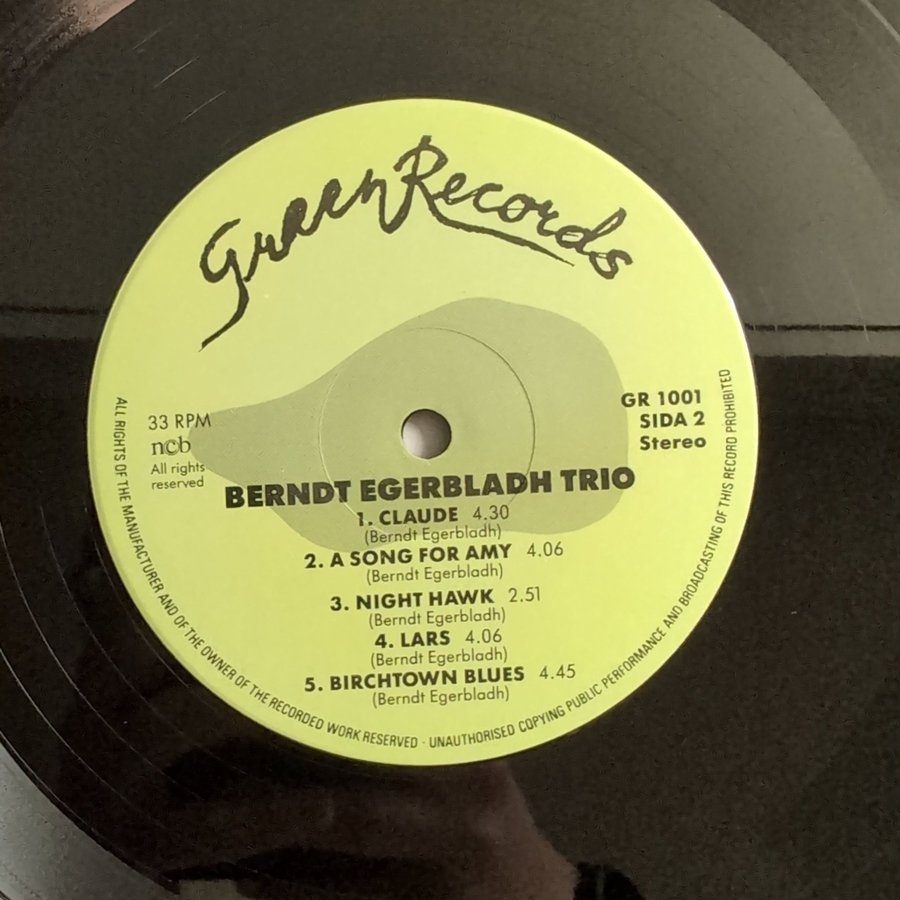 Green Records
33 RPM
ncb
All rights
reserved
GR 1001
SIDA 2
Stereo
BERNDT EGERBLADH TRIO
1. CLAUDE 4.30
(Berndt Egerbladh)
2. A SONG FOR AMY 4.06
(Berndt Egerbladh)
3. NIGHT HAWK 2.51
(Berndt Egerbladh)
4. LARS 4.06
(Berndt Egerbladh)
5. BIRCHTOWN BLUES 4.45
(Berndt Egerbladh)
ALL RIGHTS OF THE MANUFACTURER AND OF THE OWNER OF THE RECORDED WORK RESERVED · UNAUTHORISED COPYING PUBLIC PERFORMANCE AND BROADCASTING OF THIS RECORD PROHIBITED